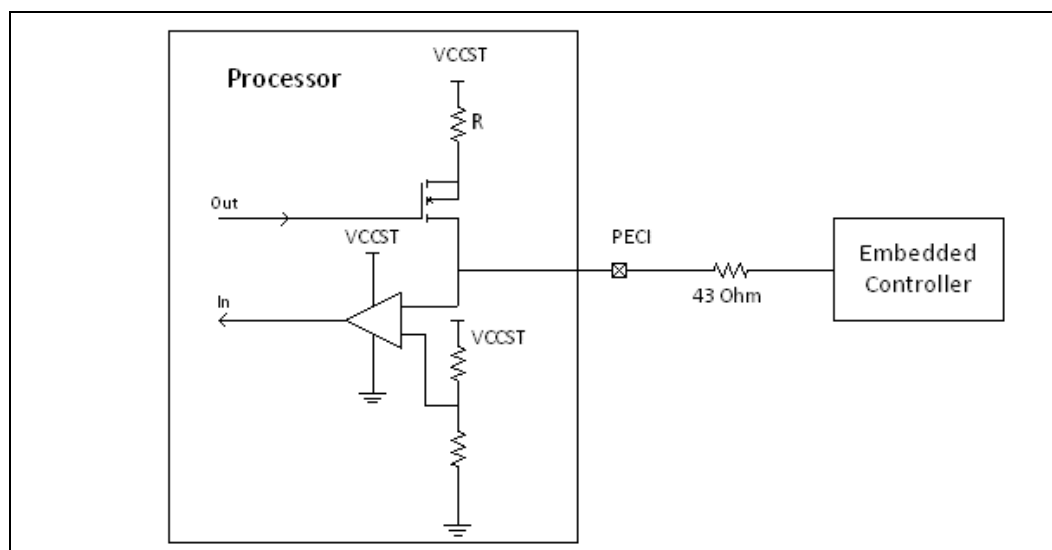 VCCST
Processor
R
Out
VCCST
PECI
Embedded
Controller
43 Ohm
In
VCCST